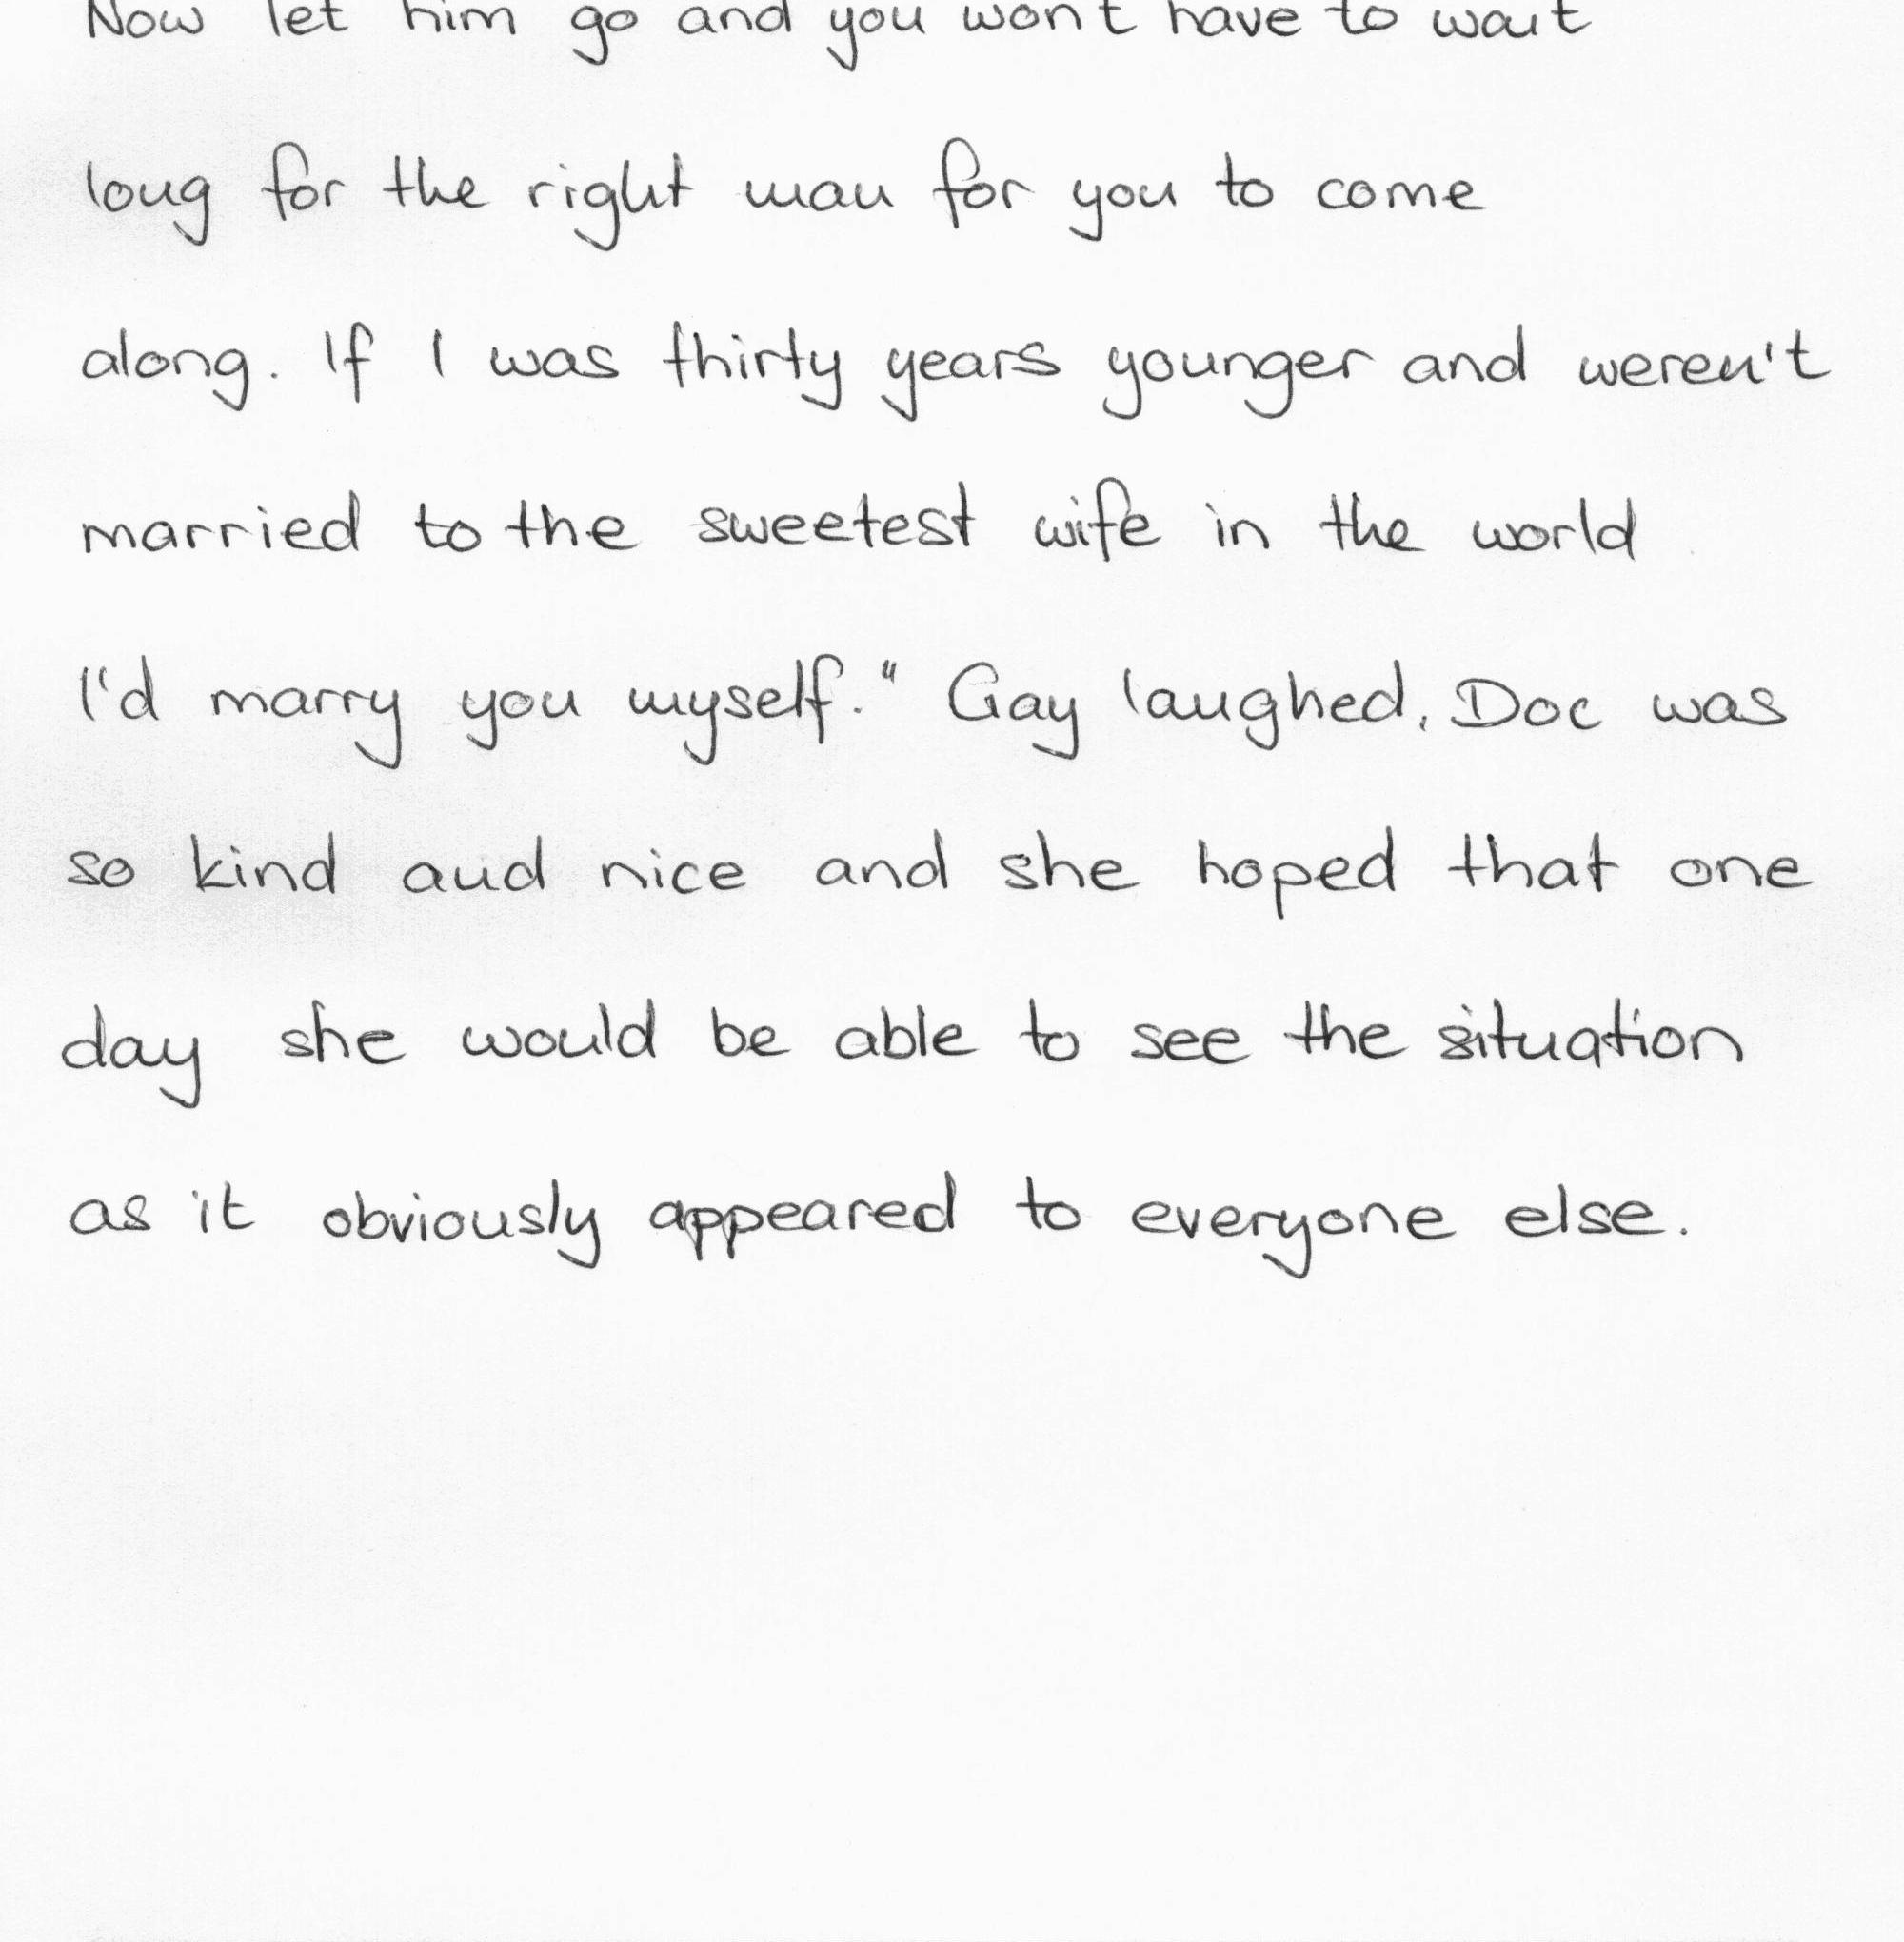 Now let him go and you won't have to wait
long for the right man for you to come
along. If I was thirty years younger and weren't
married to the sweetest wife in the world
I'd marry you myself." Gay laughed. Doc was
so kind and nice and she hoped that one
day she would be able to see the situation
as it obviously appeared to everyone else.